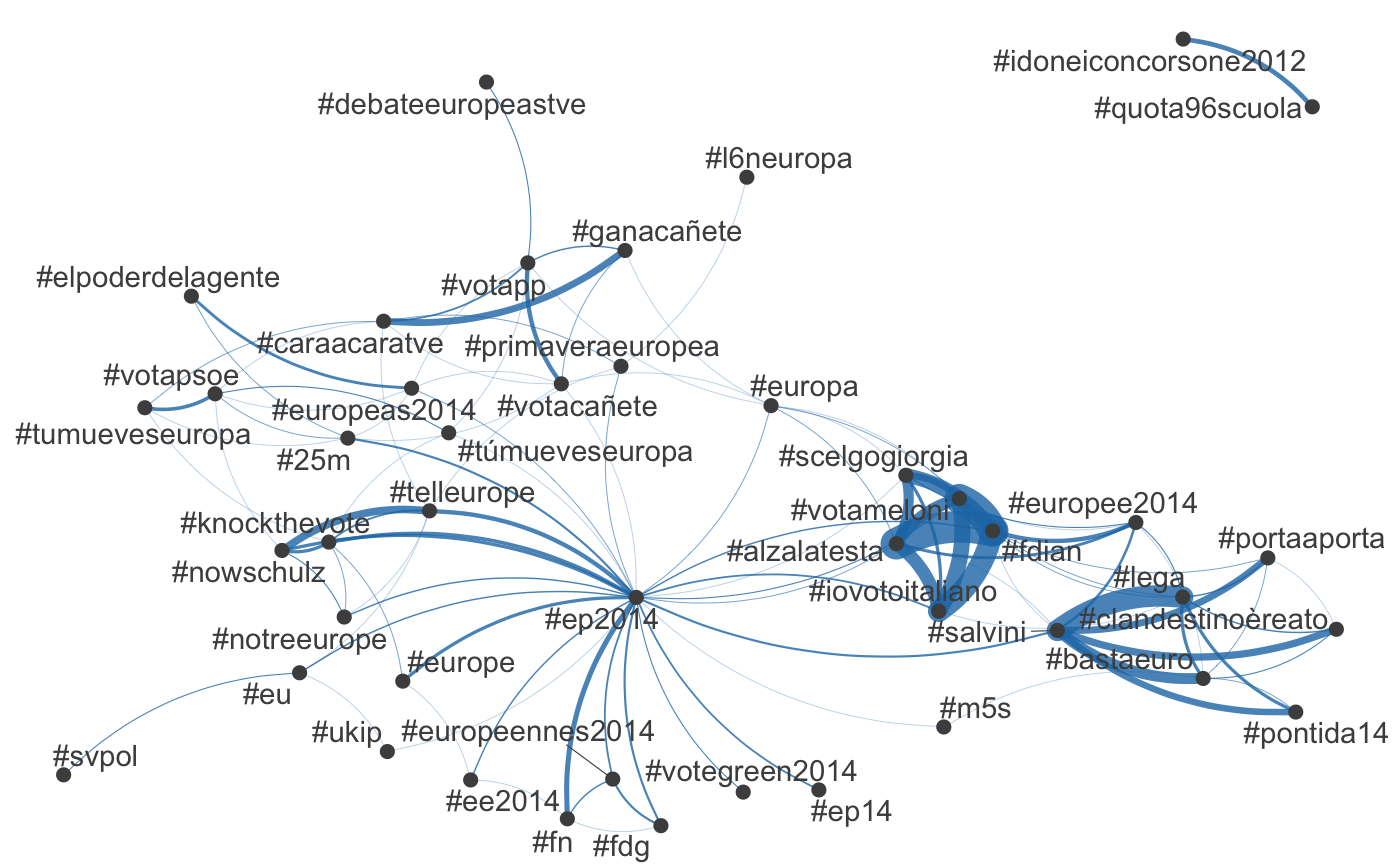 #idoneiconcorsone2012
#debateeuropeastve
#quota96scuola
#l6neuropa
#ganacañete
#elpoderdelagente
#votapp
#caraacaratve
#primaveraeuropea
#votapsoe
#europa
#europeas2014
#votacañete
#tumueveseuropa
#25m
#túmueveseuropa
#scelgogiorgia
#telleurope
#votameloni
#europee2014
#knockthevote
#alzalatesta
#fdian
#portaaporta
#nowschulz
#iovotoitaliano
#lega
#ep2014
#clandestinoèreato
#notreeurope
#salvini
#europe
#bastaeuro
#eu
#m5s
#ukip
#europeennes2014
#pontida14
#svpol
#votegreen2014
#ee2014
#ep14
#fn
#fdg